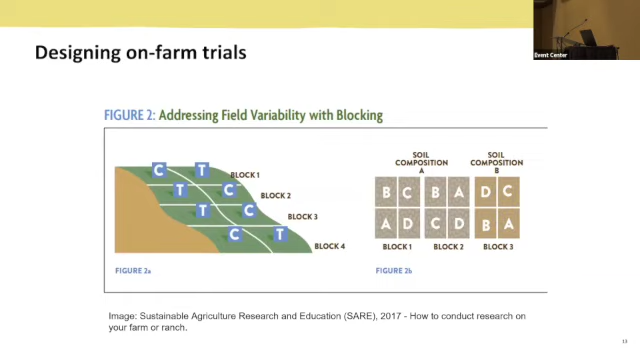 Designing on-farm trials
Event Center
FIGURE 2: Addressing Field Variability with Blocking
C T BLOCK 1
T C BLOCK 2
T C BLOCK 3
C T BLOCK 4
FIGURE 2a
SOIL
COMPOSITION
A
SOIL
COMPOSITION
B
B C B A D C
A D C D B A
BLOCK 1 BLOCK 2 BLOCK 3
FIGURE 2b
Image: Sustainable Agriculture Research and Education (SARE), 2017 - How to conduct research on
your farm or ranch.
13